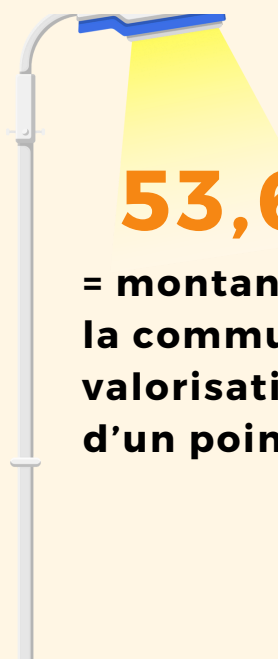 53,6
= montan
la commu
valorisati
d'un poin